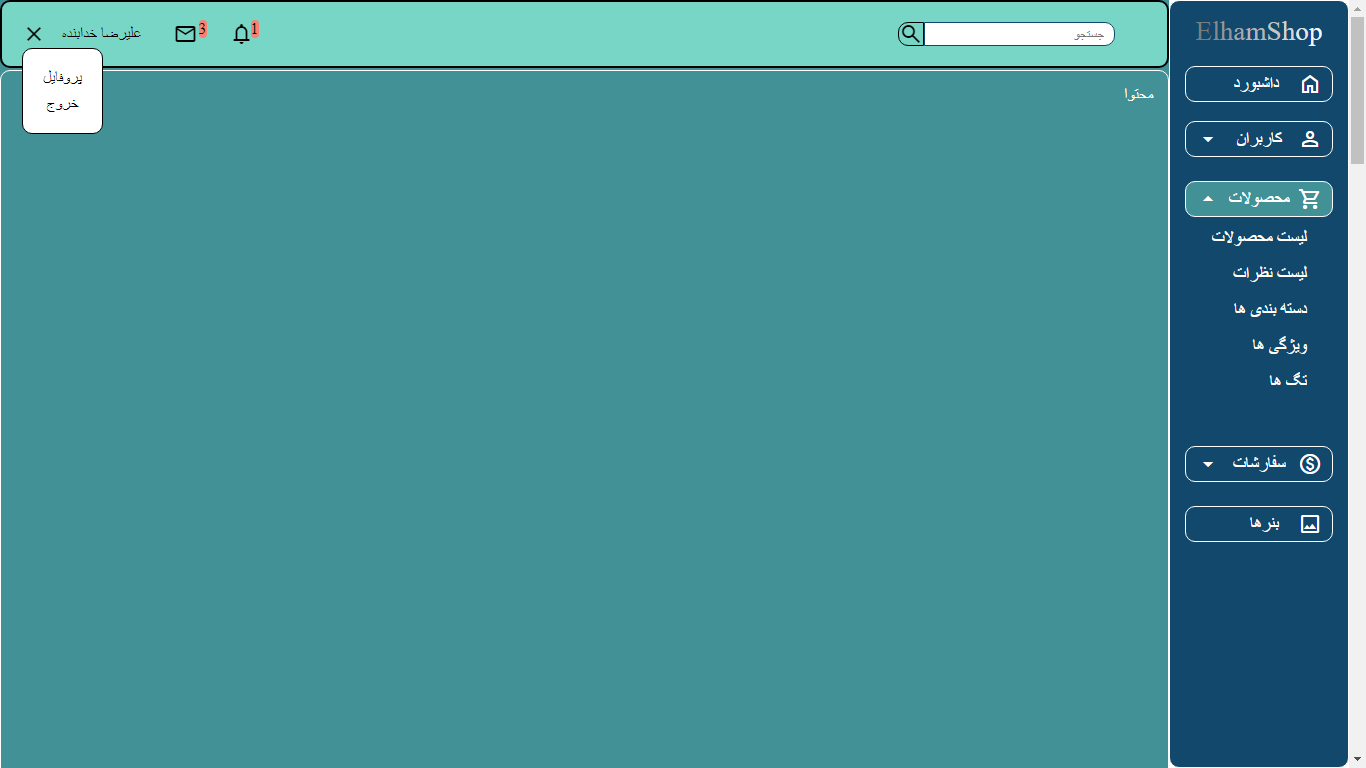 ElhamShop
داشبورد
کاربران
محصولات
لیست محصولات
لیست نظرات
دسته بندی ها
ویژگی ها
تگ ها
سفارشات
بنرها
جستجو
1
3
علیرضا خدابنده
پروفایل
خروج
محتوا